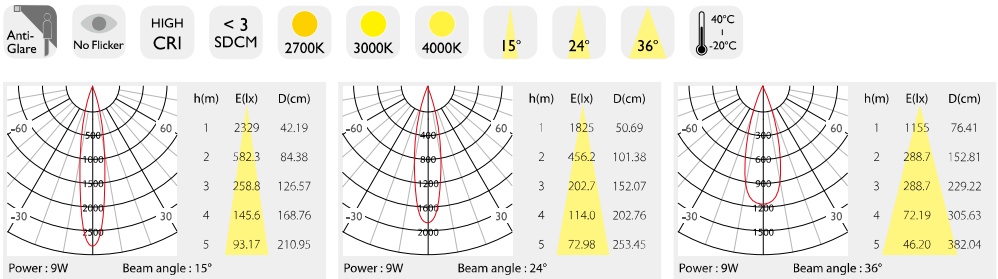 Anti-
Glare
No Flicker
HIGH
CRI
< 3
SDCM
2700K
3000K
4000K
15°
24°
36°
40°C
-20°C
-60 60
500
1000
1500
2000
2500
-30 30
h(m) E(lx) D(cm)
1 2329 42.19
2 582.3 84.38
3 258.8 126.57
4 145.6 168.76
5 93.17 210.95
Power : 9W Beam angle : 15°
-60 60
400
800
1200
2000
2500
-30 30
h(m) E(lx) D(cm)
1 1825 50.69
2 456.2 101.38
3 202.7 152.07
4 114.0 202.76
5 72.98 253.45
Power : 9W Beam angle : 24°
-60 60
300
600
900
1200
1500
-30 30
h(m) E(lx) D(cm)
1 1155 76.41
2 288.7 152.81
3 288.7 229.22
4 72.19 305.63
5 46.20 382.04
Power : 9W Beam angle : 36°